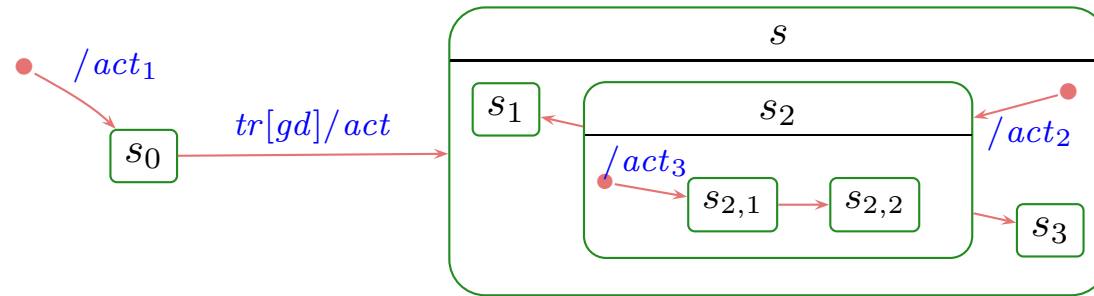 s
/act₁
s₁
s₂
tr[gd]/act
/act₂
s₀
/act₃
s₂,₁
s₂,₂
s₃